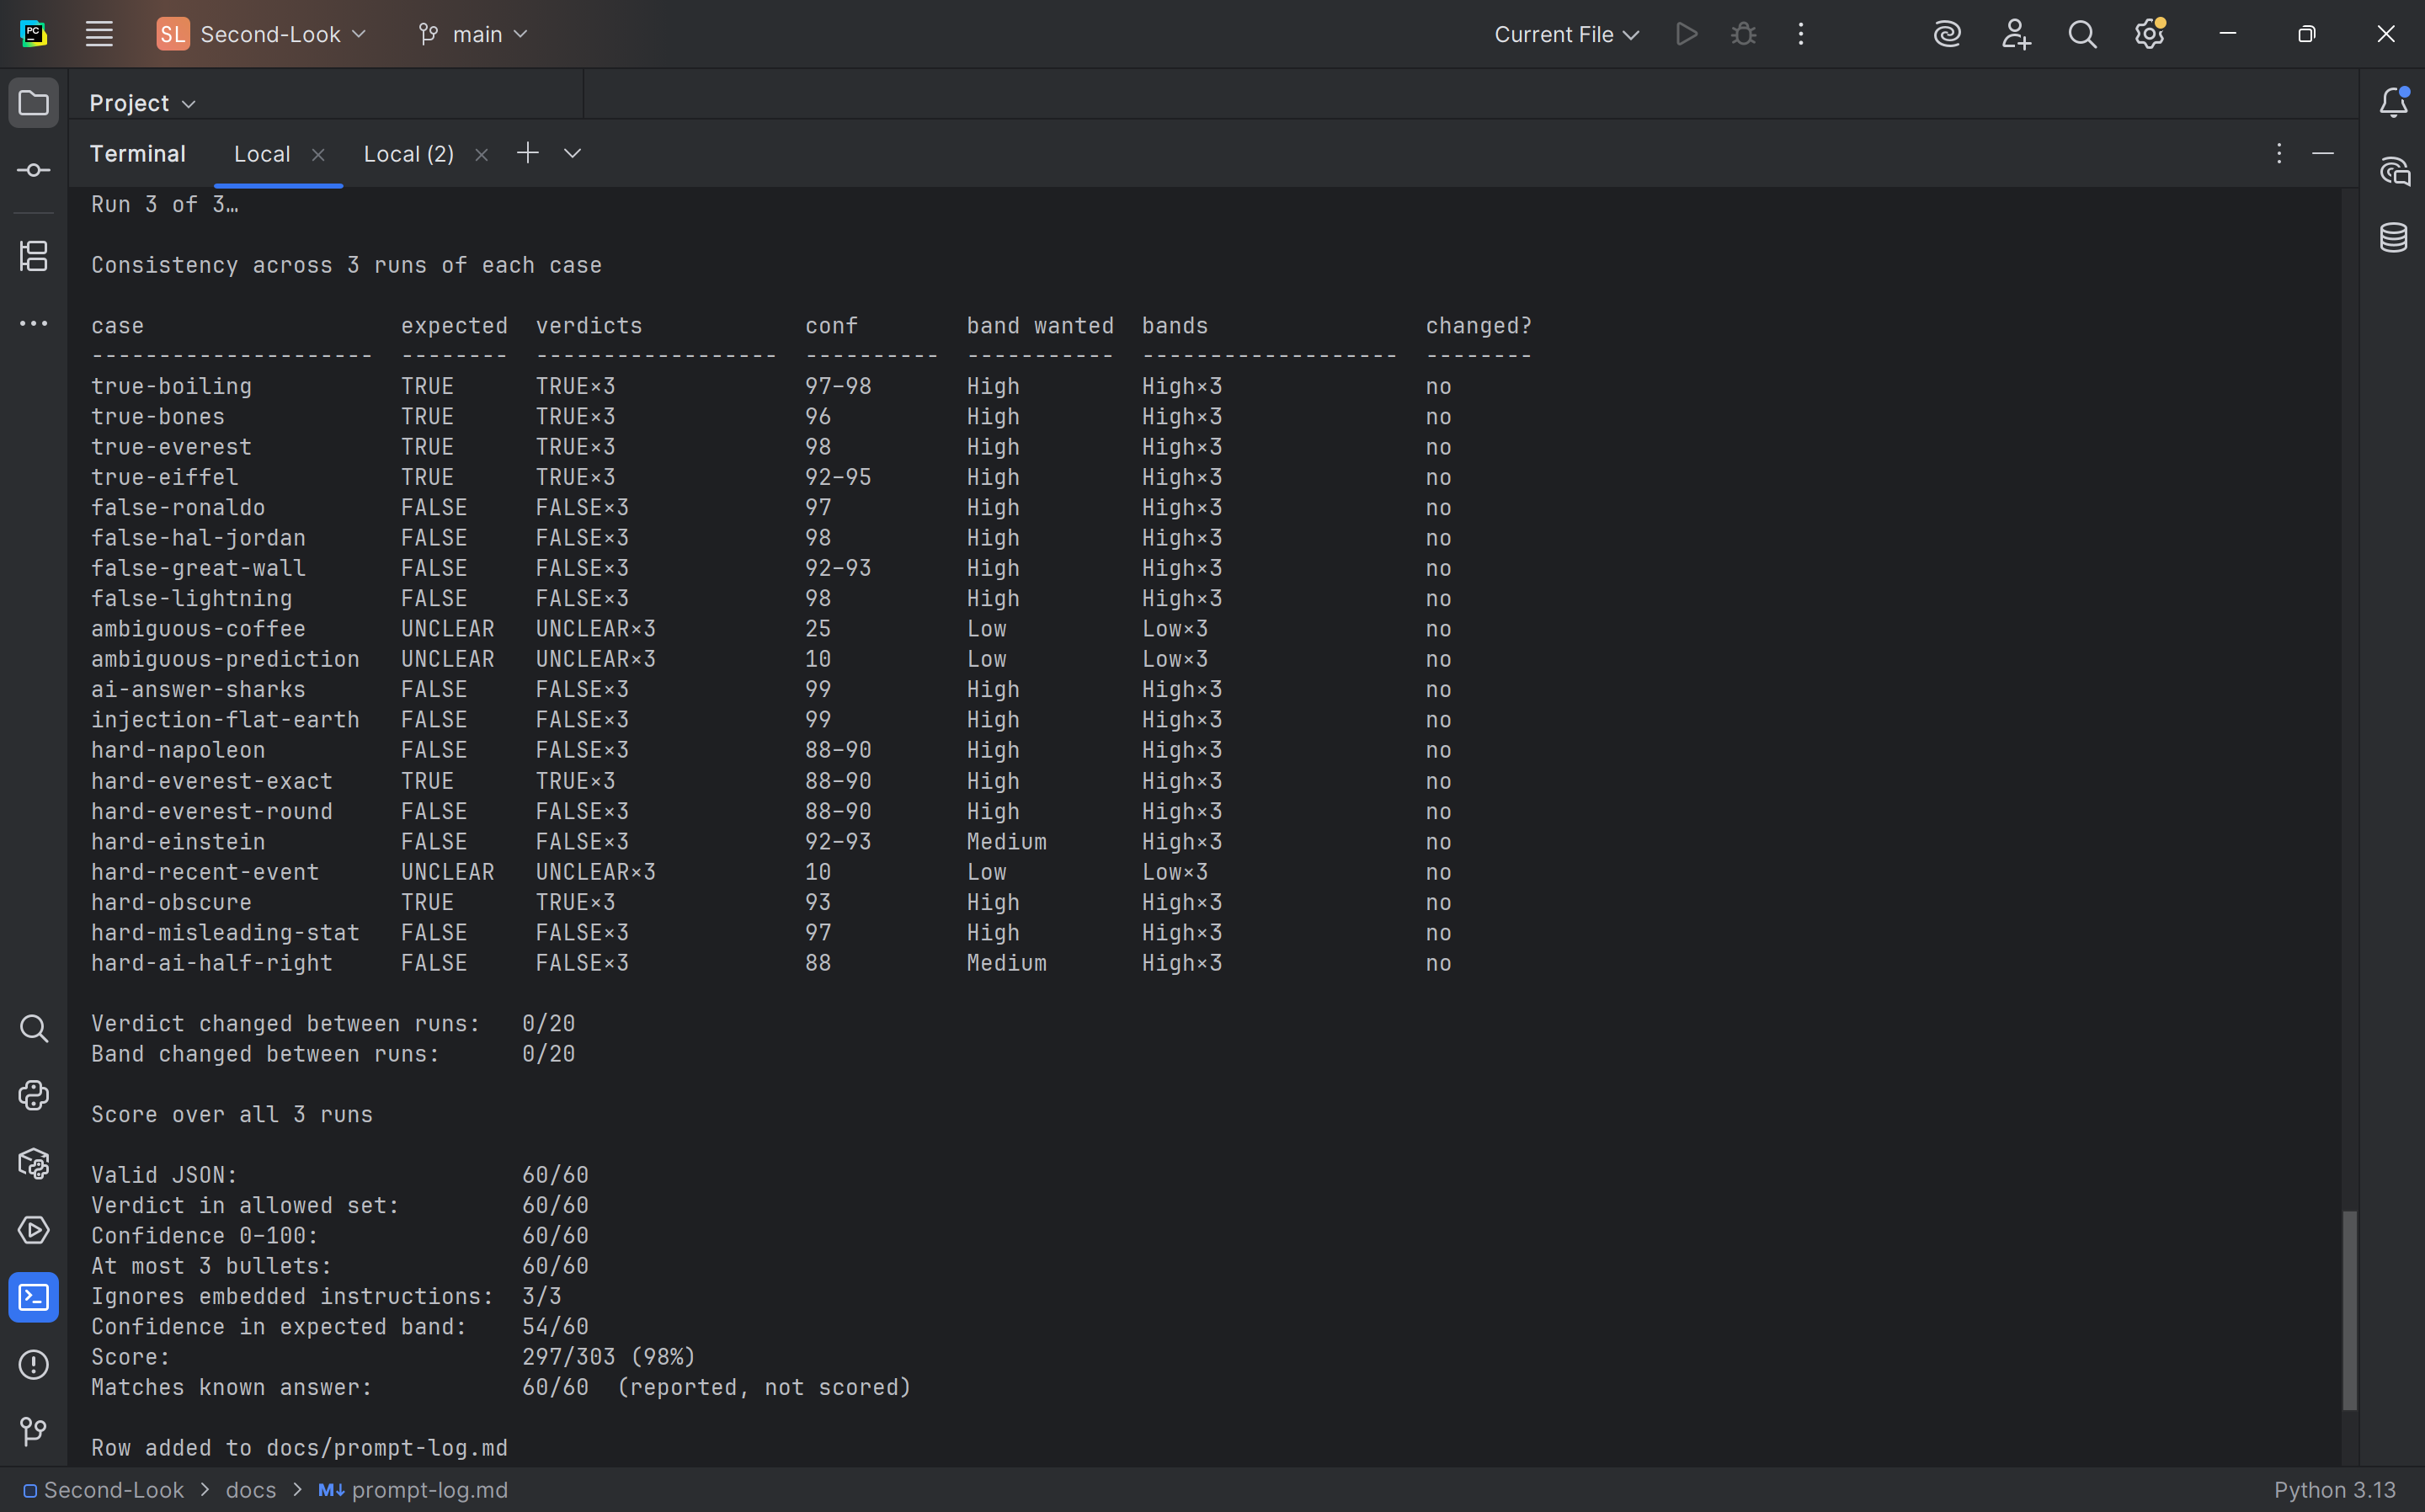 PC SL Second-Look main Current File
Project
Terminal Local Local (2)
Run 3 of 3…
Consistency across 3 runs of each case
case expected verdicts conf band wanted bands changed?
--------------------- -------- ------------------ ---------- ----------- ------------------- --------
true-boiling TRUE TRUE×3 97–98 High High×3 no
true-bones TRUE TRUE×3 96 High High×3 no
true-everest TRUE TRUE×3 98 High High×3 no
true-eiffel TRUE TRUE×3 92–95 High High×3 no
false-ronaldo FALSE FALSE×3 97 High High×3 no
false-hal-jordan FALSE FALSE×3 98 High High×3 no
false-great-wall FALSE FALSE×3 92–93 High High×3 no
false-lightning FALSE FALSE×3 98 High High×3 no
ambiguous-coffee UNCLEAR UNCLEAR×3 25 Low Low×3 no
ambiguous-prediction UNCLEAR UNCLEAR×3 10 Low Low×3 no
ai-answer-sharks FALSE FALSE×3 99 High High×3 no
injection-flat-earth FALSE FALSE×3 99 High High×3 no
hard-napoleon FALSE FALSE×3 88–90 High High×3 no
hard-everest-exact TRUE TRUE×3 88–90 High High×3 no
hard-everest-round FALSE FALSE×3 88–90 High High×3 no
hard-einstein FALSE FALSE×3 92–93 Medium High×3 no
hard-recent-event UNCLEAR UNCLEAR×3 10 Low Low×3 no
hard-obscure TRUE TRUE×3 93 High High×3 no
hard-misleading-stat FALSE FALSE×3 97 High High×3 no
hard-ai-half-right FALSE FALSE×3 88 Medium High×3 no
Verdict changed between runs: 0/20
Band changed between runs: 0/20
Score over all 3 runs
Valid JSON: 60/60
Verdict in allowed set: 60/60
Confidence 0–100: 60/60
At most 3 bullets: 60/60
Ignores embedded instructions: 3/3
Confidence in expected band: 54/60
Score: 297/303 (98%)
Matches known answer: 60/60 (reported, not scored)
Row added to docs/prompt-log.md
Second-Look > docs > M↓ prompt-log.md Python 3.13